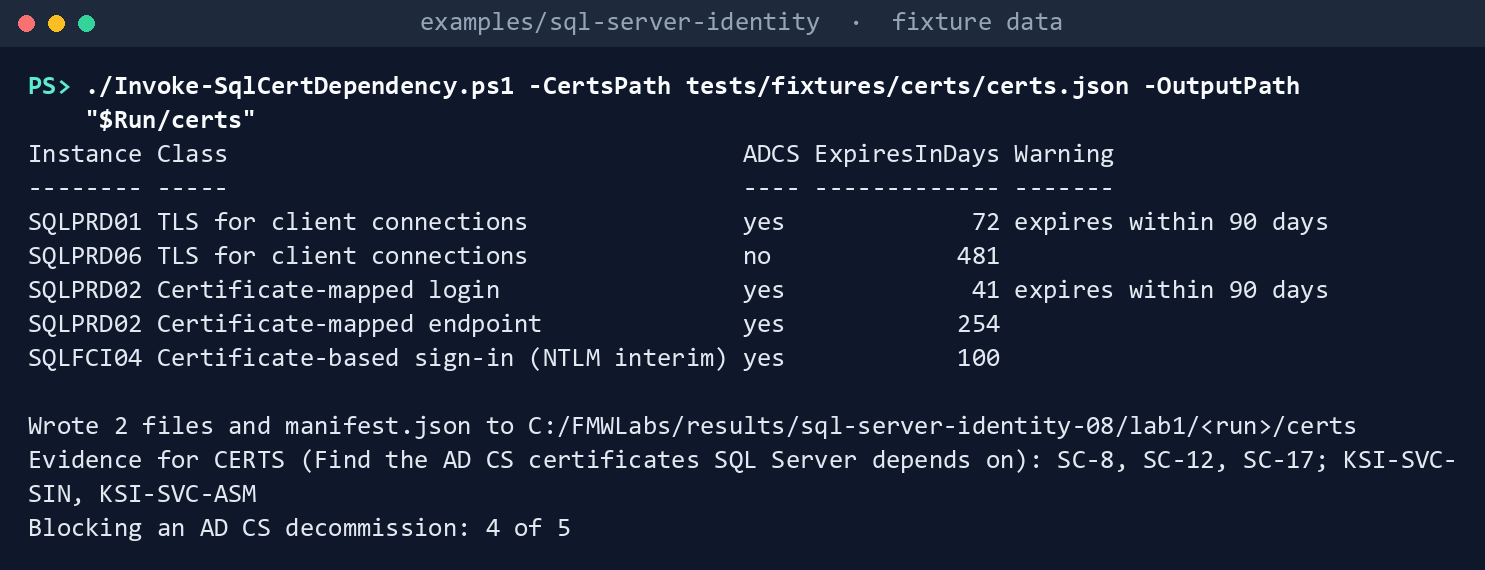 examples/sql-server-identity · fixture data
PS> ./Invoke-SqlCertDependency.ps1 -CertsPath tests/fixtures/certs/certs.json -OutputPath
"$Run/certs"
Instance Class                                    ADCS ExpiresInDays Warning
-------- -----                                    ---- ------------- -------
SQLPRD01 TLS for client connections               yes             72 expires within 90 days
SQLPRD06 TLS for client connections               no             481
SQLPRD02 Certificate-mapped login                 yes             41 expires within 90 days
SQLPRD02 Certificate-mapped endpoint              yes            254
SQLFCI04 Certificate-based sign-in (NTLM interim) yes            100
Wrote 2 files and manifest.json to C:/FMWLabs/results/sql-server-identity-08/lab1/<run>/certs
Evidence for CERTS (Find the AD CS certificates SQL Server depends on): SC-8, SC-12, SC-17; KSI-SVC-
SIN, KSI-SVC-ASM
Blocking an AD CS decommission: 4 of 5